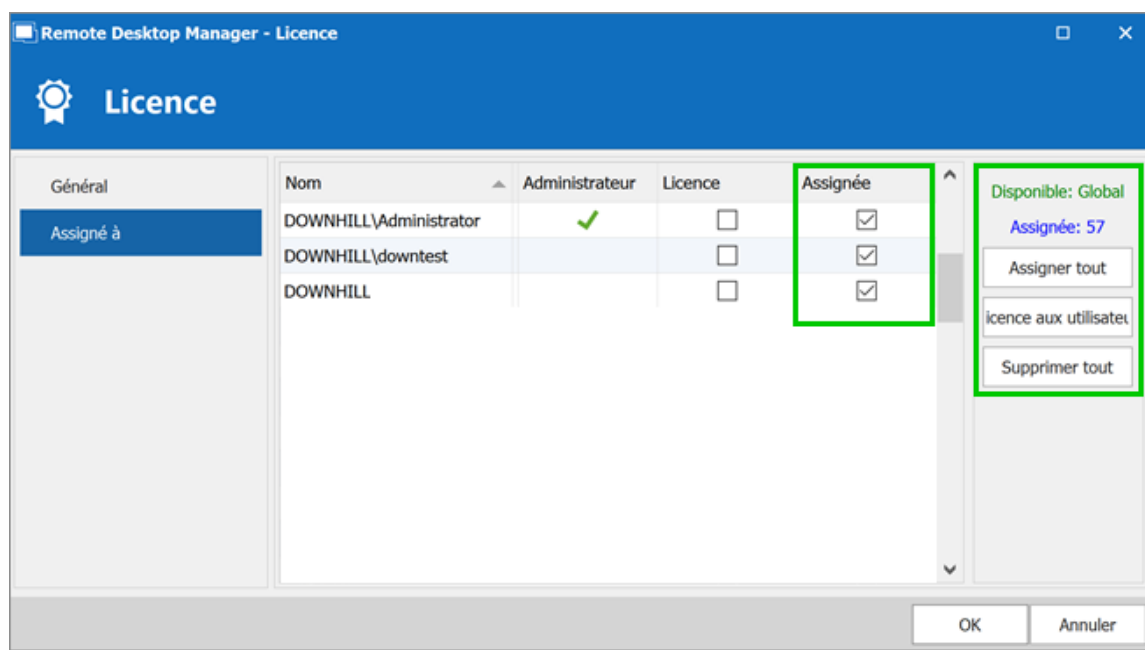 Remote Desktop Manager - Licence
Licence
Général
Assigné à
Nom Administrateur Licence Assignée
DOWNHILL\Administrator
DOWNHILL\downtest
DOWNHILL
Disponible: Global
Assignée: 57
Assigner tout
icence aux utilisateu
Supprimer tout
OK Annuler